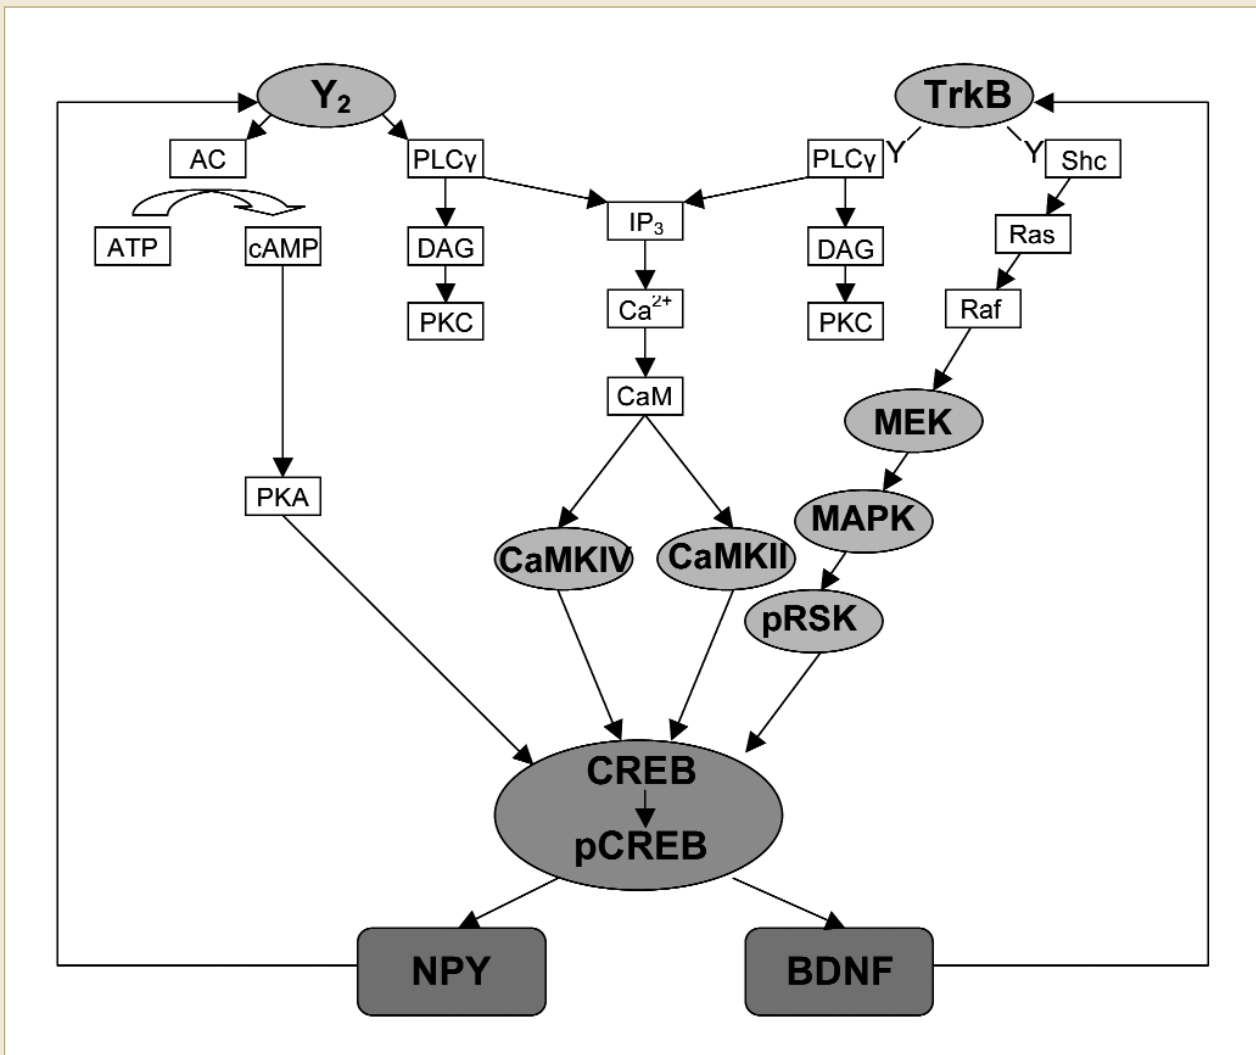 Y₂
TrkB
AC
PLCγ
PLCγ
Y
Y
Shc
IP₃
ATP
cAMP
DAG
DAG
Ras
PKC
Ca²⁺
PKC
Raf
CaM
MEK
PKA
MAPK
CaMKIV
CaMKII
pRSK
CREB
pCREB
NPY
BDNF